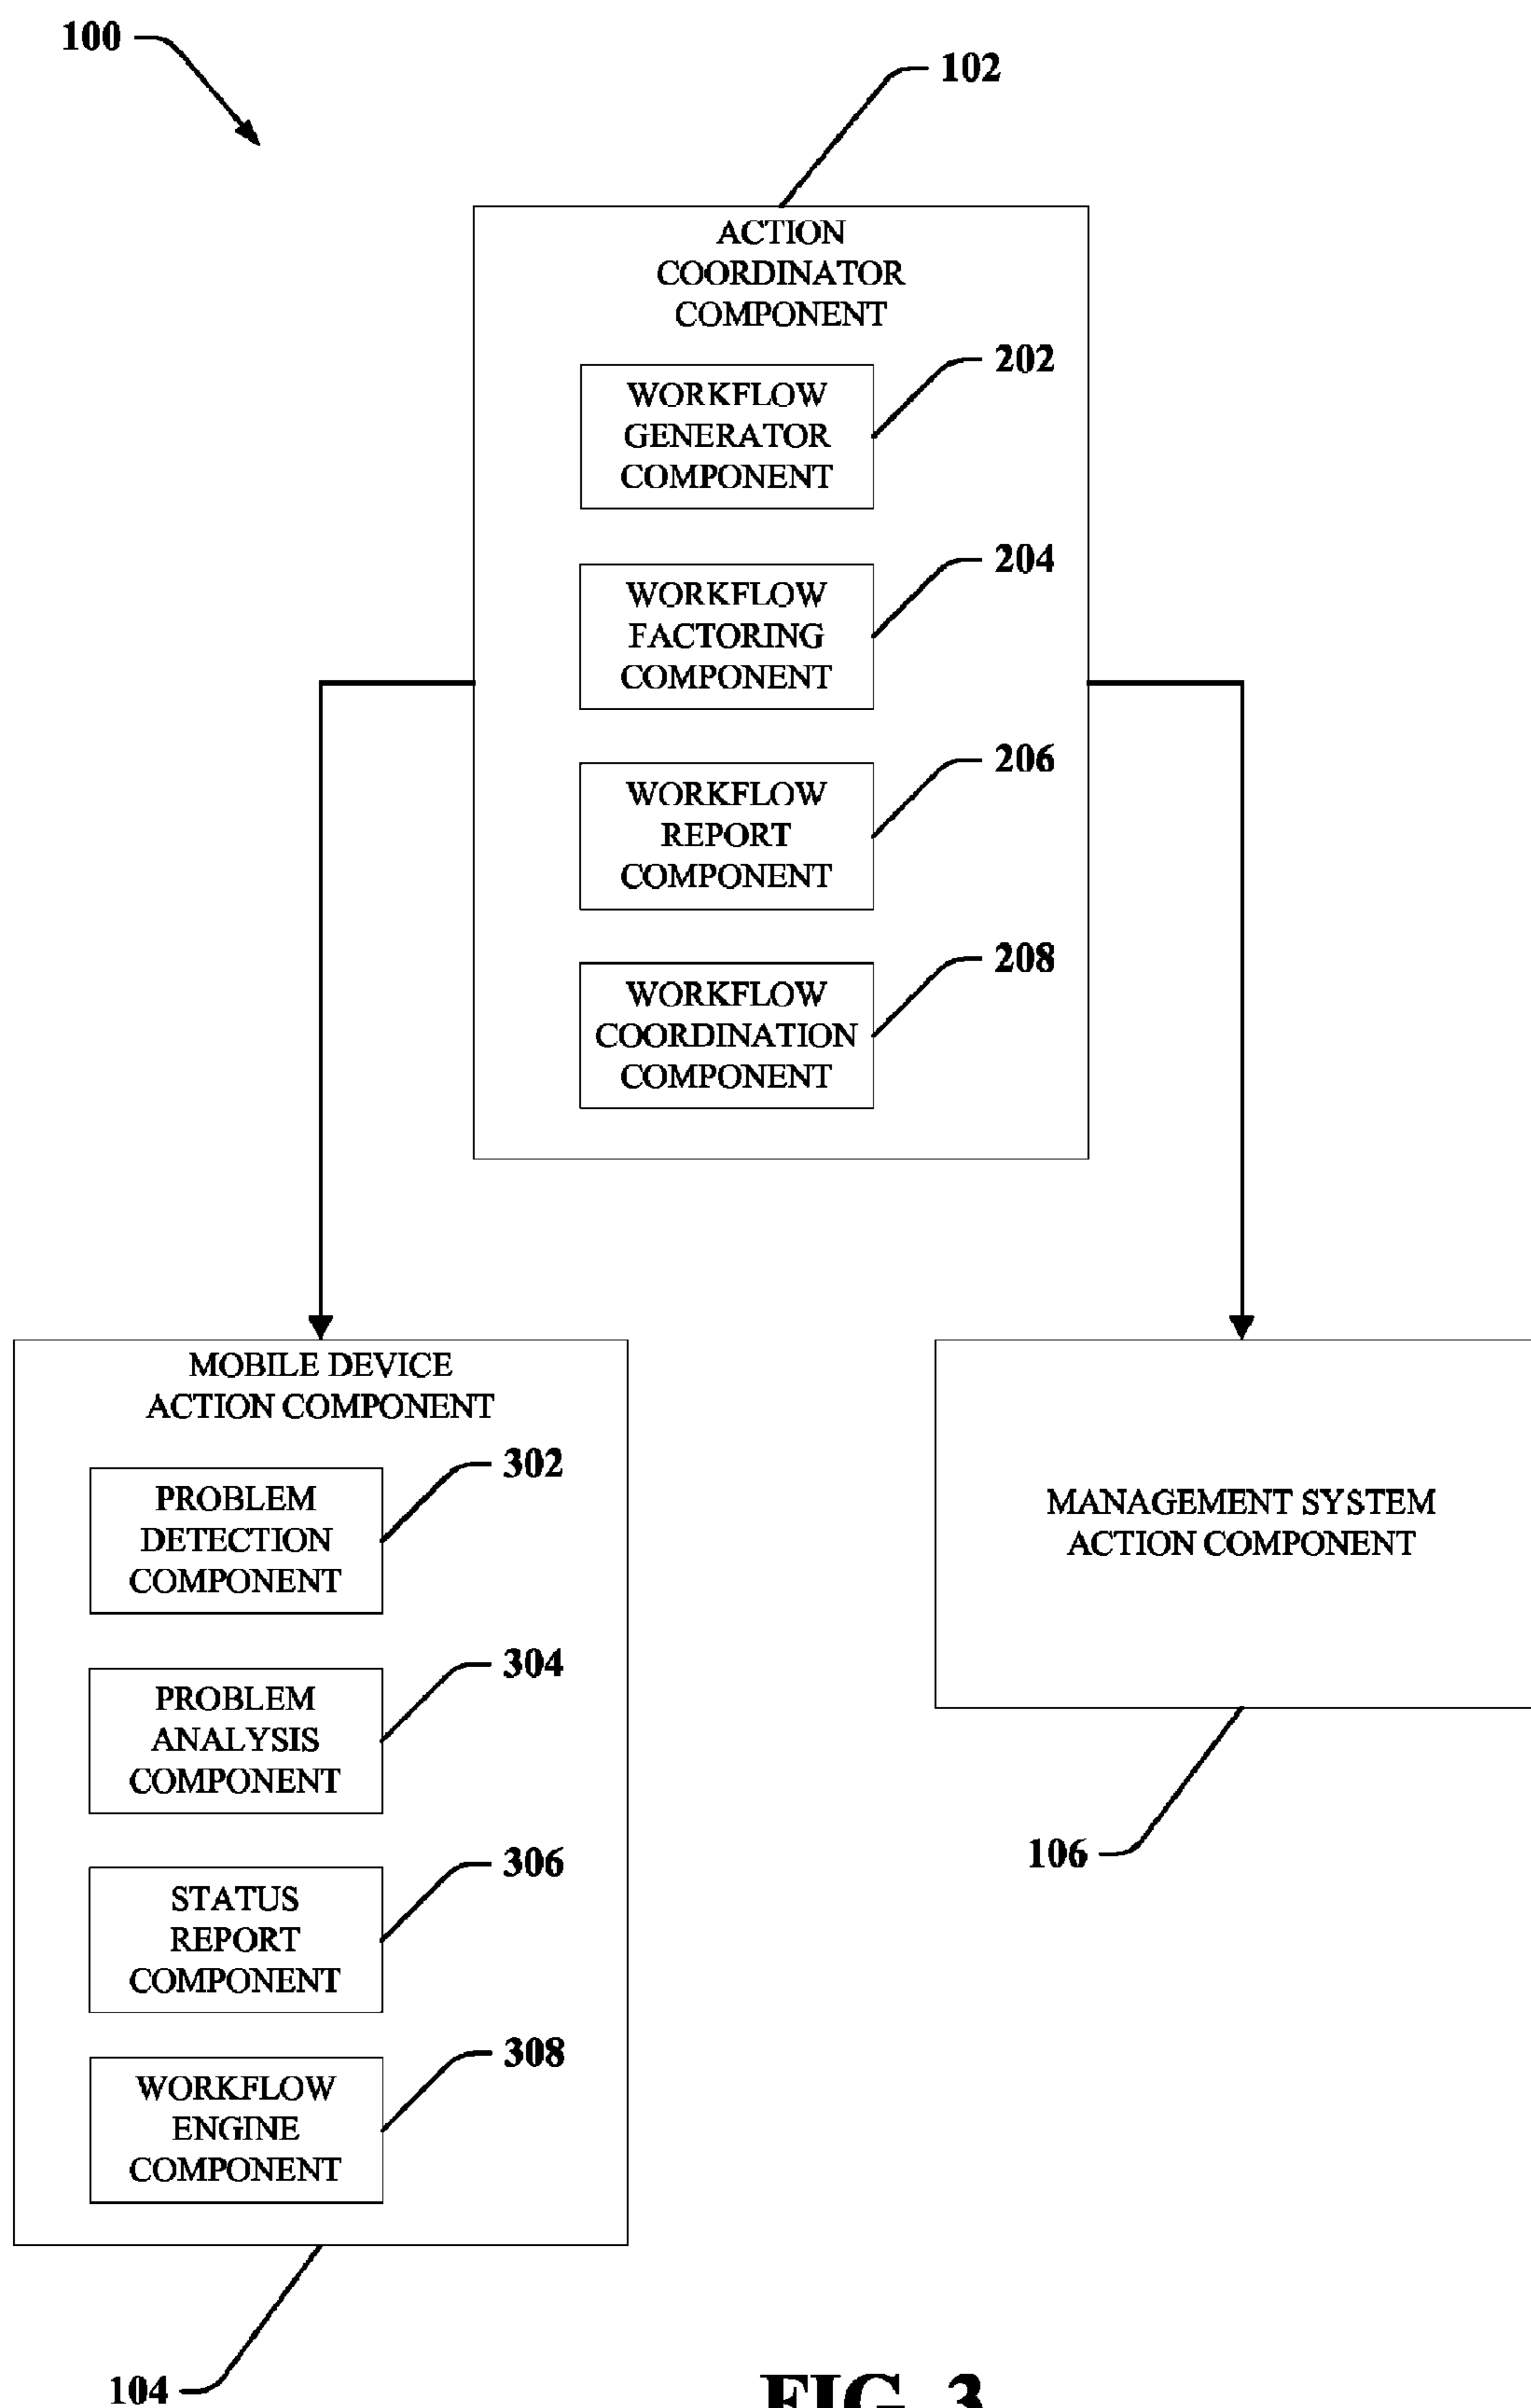 100
102
ACTION
COORDINATOR
COMPONENT
202
WORKFLOW
GENERATOR
COMPONENT
204
WORKFLOW
FACTORING
COMPONENT
206
WORKFLOW
REPORT
COMPONENT
208
WORKFLOW
COORDINATION
COMPONENT
MOBILE DEVICE
ACTION COMPONENT
302
PROBLEM
DETECTION
COMPONENT
304
PROBLEM
ANALYSIS
COMPONENT
306
STATUS
REPORT
COMPONENT
308
WORKFLOW
ENGINE
COMPONENT
104
MANAGEMENT SYSTEM
ACTION COMPONENT
106
FIG. 3